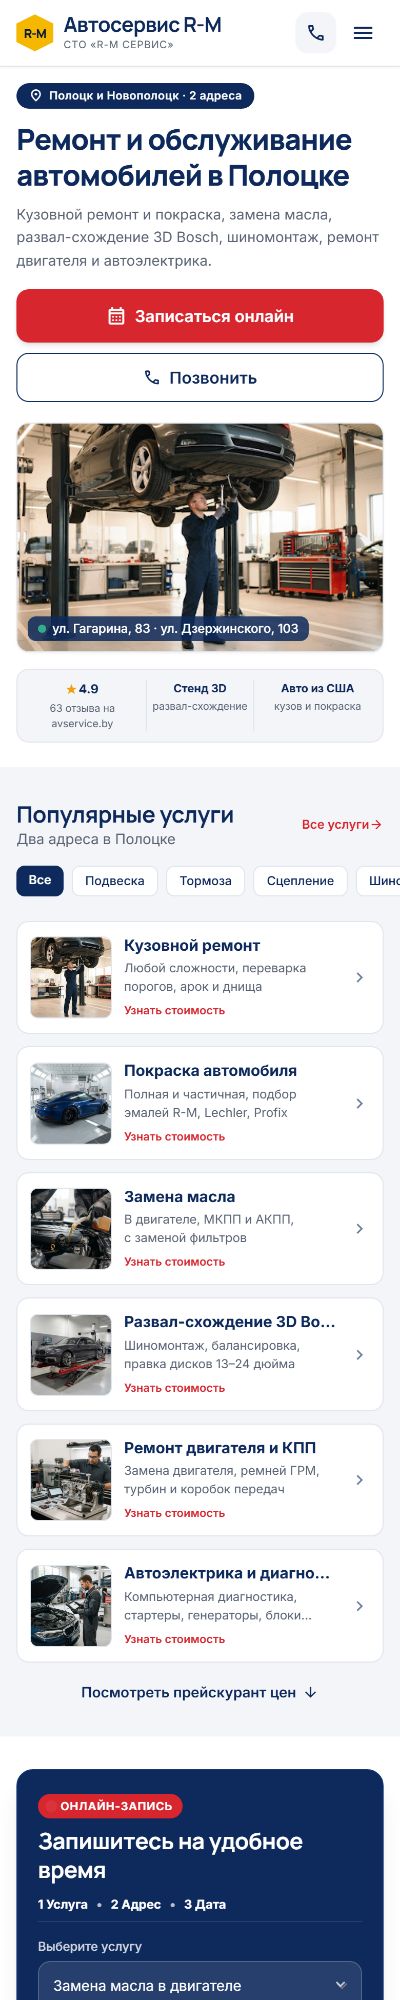 R-M
Автосервис R-M
СТО «R-M СЕРВИС»
Полоцк и Новополоцк · 2 адреса
Ремонт и обслуживание
автомобилей в Полоцке
Кузовной ремонт и покраска, замена масла,
развал-схождение 3D Bosch, шиномонтаж, ремонт
двигателя и автоэлектрика.
Записаться онлайн
Позвонить
ул. Гагарина, 83 · ул. Дзержинского, 103
4.9
63 отзыва на
avservice.by
Стенд 3D
развал-схождение
Авто из США
кузов и покраска
Популярные услуги
Два адреса в Полоцке
Все услуги
Все
Подвеска
Тормоза
Сцепление
Шино
Кузовной ремонт
Любой сложности, переварка
порогов, арок и днища
Узнать стоимость
Покраска автомобиля
Полная и частичная, подбор
эмалей R-M, Lechler, Profix
Узнать стоимость
Замена масла
В двигателе, МКПП и АКПП,
с заменой фильтров
Узнать стоимость
Развал-схождение 3D Bo...
Шиномонтаж, балансировка,
правка дисков 13–24 дюйма
Узнать стоимость
Ремонт двигателя и КПП
Замена двигателя, ремней ГРМ,
турбин и коробок передач
Узнать стоимость
Автоэлектрика и диагно...
Компьютерная диагностика,
стартеры, генераторы, блоки...
Узнать стоимость
Посмотреть прейскурант цен
ОНЛАЙН-ЗАПИСЬ
Запишитесь на удобное
время
1 Услуга • 2 Адрес • 3 Дата
Выберите услугу
Замена масла в двигателе